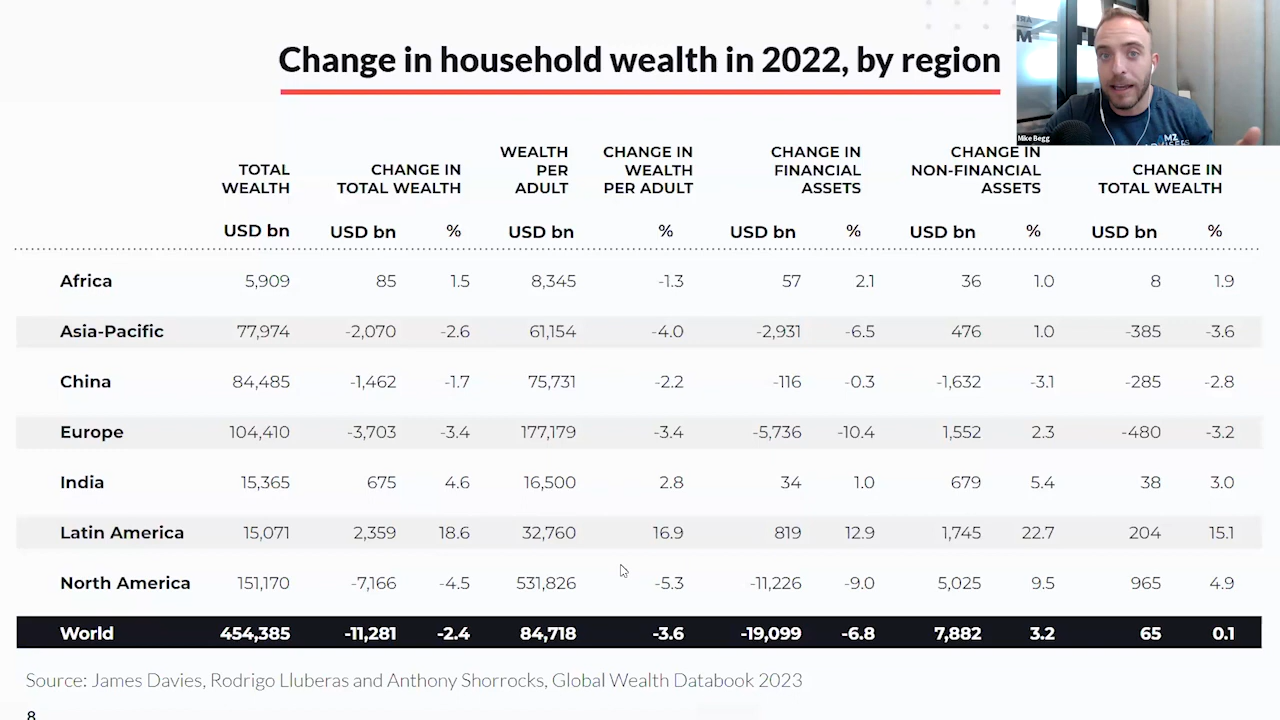 Change in household wealth in 2022, by region
Mike Begg
MZ
TOTAL WEALTH CHANGE IN TOTAL WEALTH WEALTH PER ADULT CHANGE IN WEALTH PER ADULT CHANGE IN FINANCIAL ASSETS CHANGE IN NON-FINANCIAL ASSETS CHANGE IN TOTAL WEALTH
USD bn USD bn % USD bn % USD bn % USD bn % USD bn %
Africa 5,909 85 1.5 8,345 -1.3 57 2.1 36 1.0 8 1.9
Asia-Pacific 77,974 -2,070 -2.6 61,154 -4.0 -2,931 -6.5 476 1.0 -385 -3.6
China 84,485 -1,462 -1.7 75,731 -2.2 -116 -0.3 -1,632 -3.1 -285 -2.8
Europe 104,410 -3,703 -3.4 177,179 -3.4 -5,736 -10.4 1,552 2.3 -480 -3.2
India 15,365 675 4.6 16,500 2.8 34 1.0 679 5.4 38 3.0
Latin America 15,071 2,359 18.6 32,760 16.9 819 12.9 1,745 22.7 204 15.1
North America 151,170 -7,166 -4.5 531,826 -5.3 -11,226 -9.0 5,025 9.5 965 4.9
World 454,385 -11,281 -2.4 84,718 -3.6 -19,099 -6.8 7,882 3.2 65 0.1
Source: James Davies, Rodrigo Lluberas and Anthony Shorrocks, Global Wealth Databook 2023
8